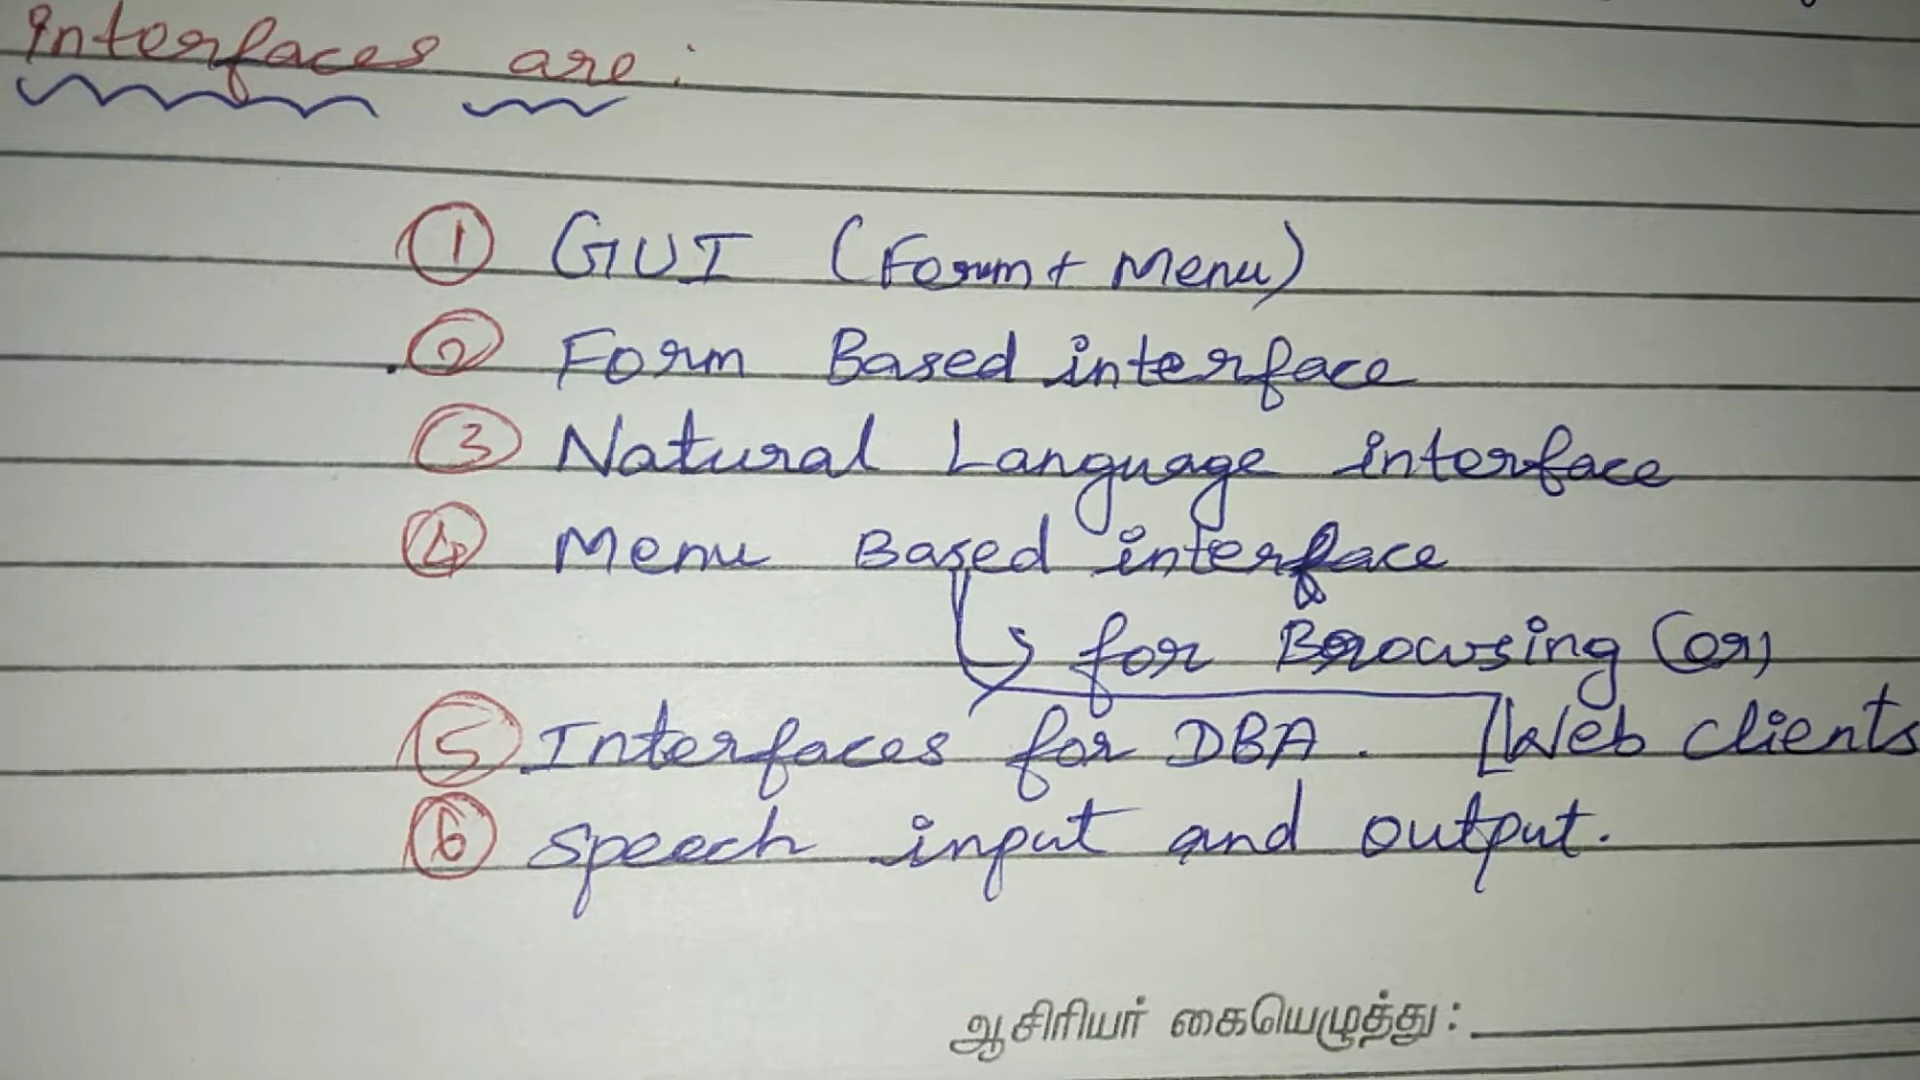 Interfaces are:
① GUI (Form + Menu)
② Form Based interface
③ Natural Language interface
④ Menu Based interface
for Browsing (or)
⑤ Interfaces for DBA. [Web clients
⑥ speech input and output.
ஆசிரியர் கையெழுத்து: